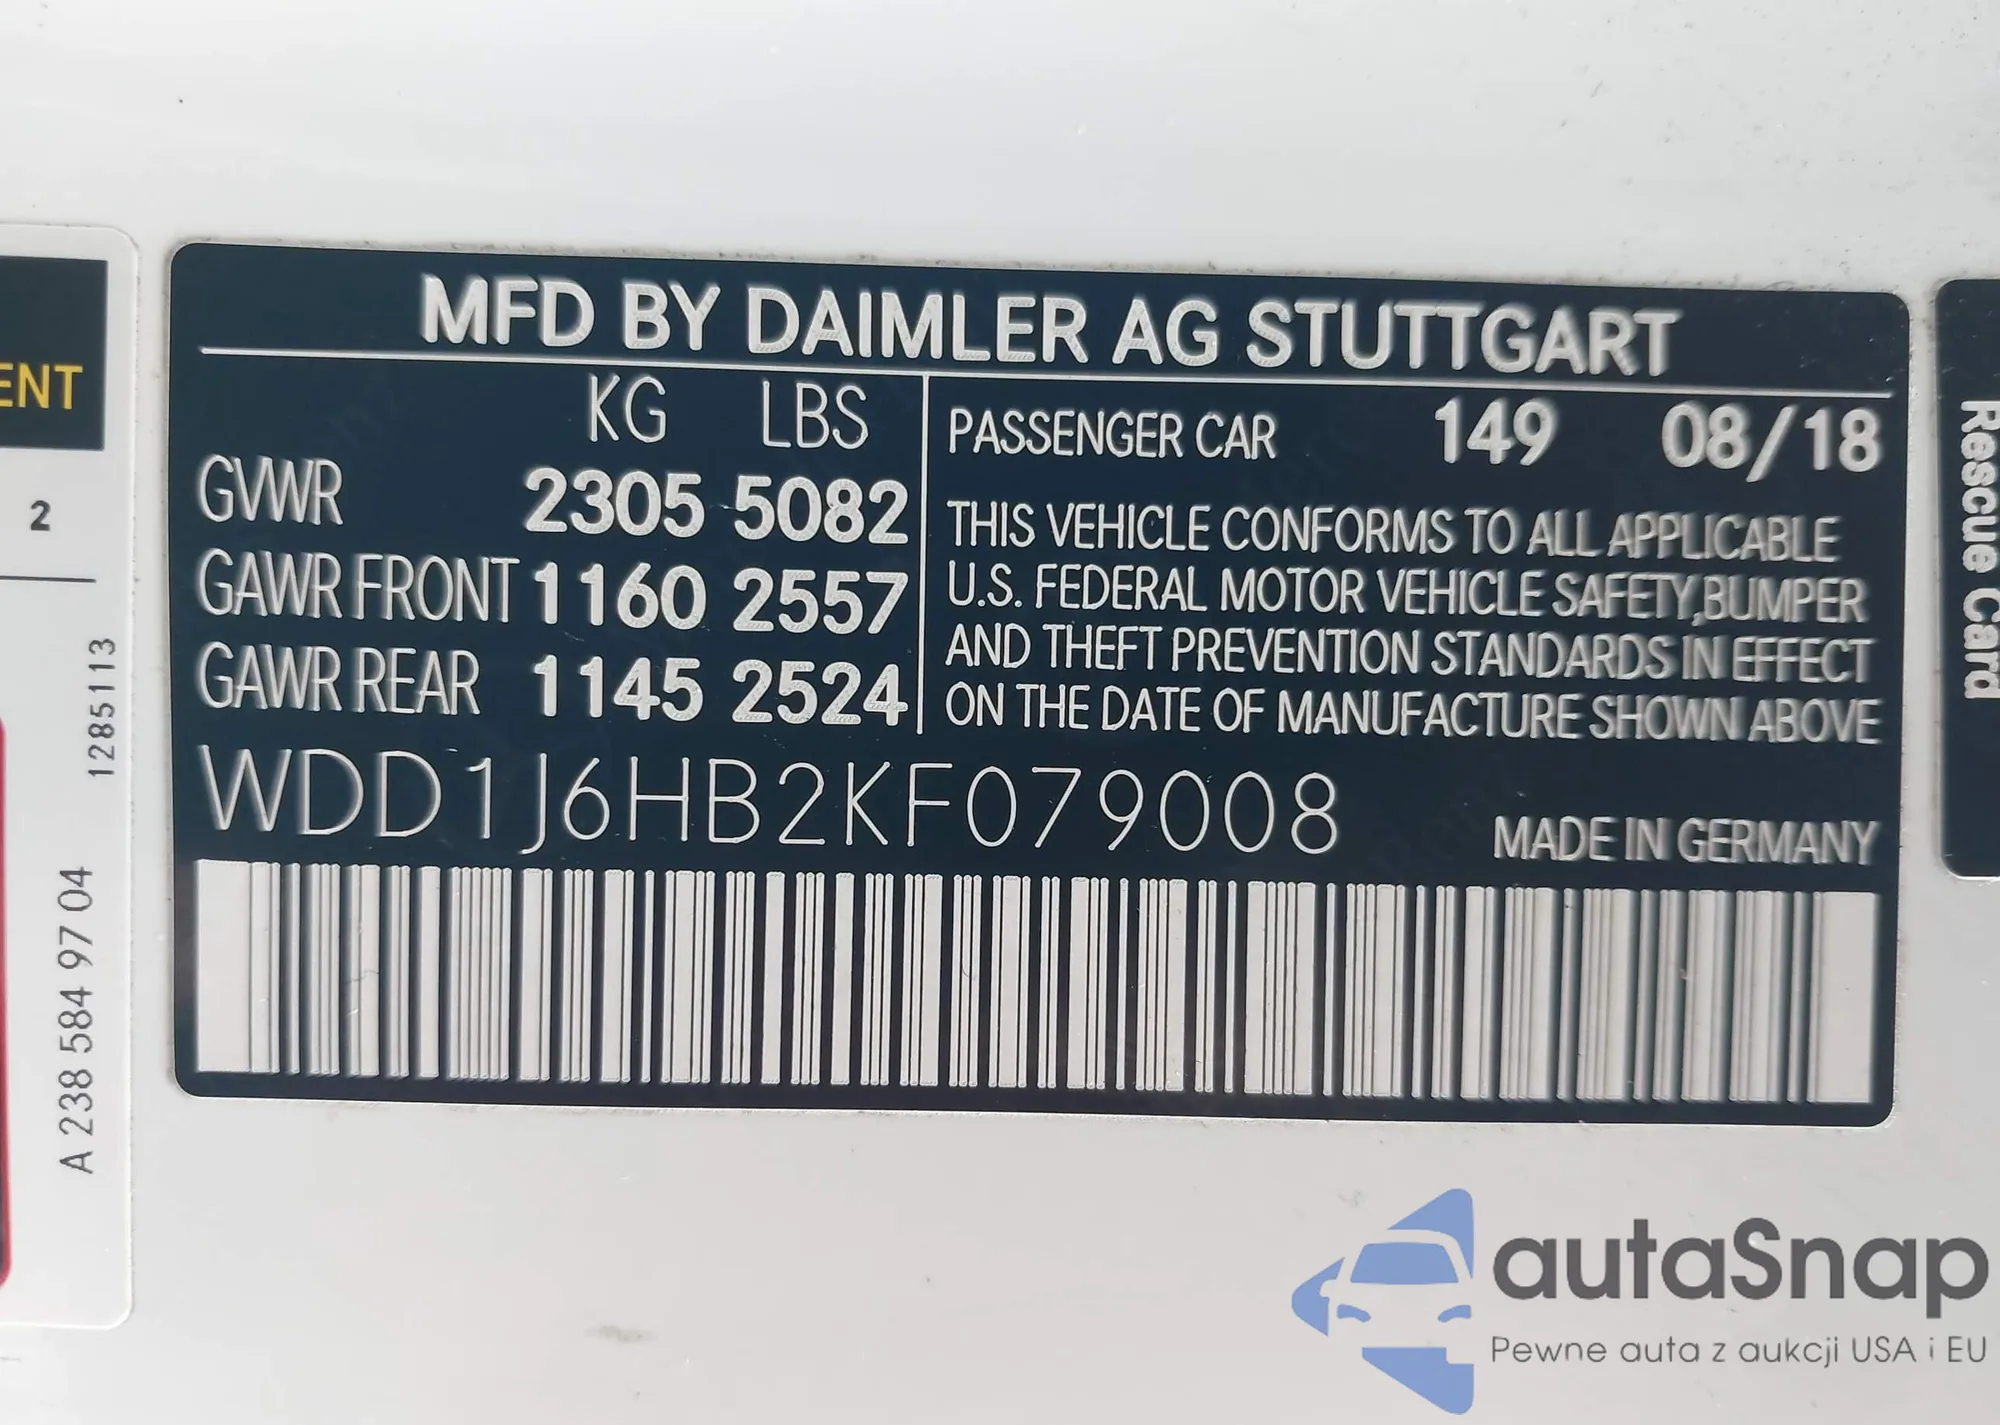 MFD BY DAIMLER AG STUTTGART
KG LBS
GVWR 2305 5082
GAWR FRONT 1160 2557
GAWR REAR 1145 2524
PASSENGER CAR 149 08/18
THIS VEHICLE CONFORMS TO ALL APPLICABLE
U.S. FEDERAL MOTOR VEHICLE SAFETY,BUMPER
AND THEFT PREVENTION STANDARDS IN EFFECT
ON THE DATE OF MANUFACTURE SHOWN ABOVE
WDD1J6HB2KF079008
MADE IN GERMANY
ENT
2
1285113
A 238 584 97 04
Rescue Card
autaSnap
Pewne auta z aukcji USA i EU